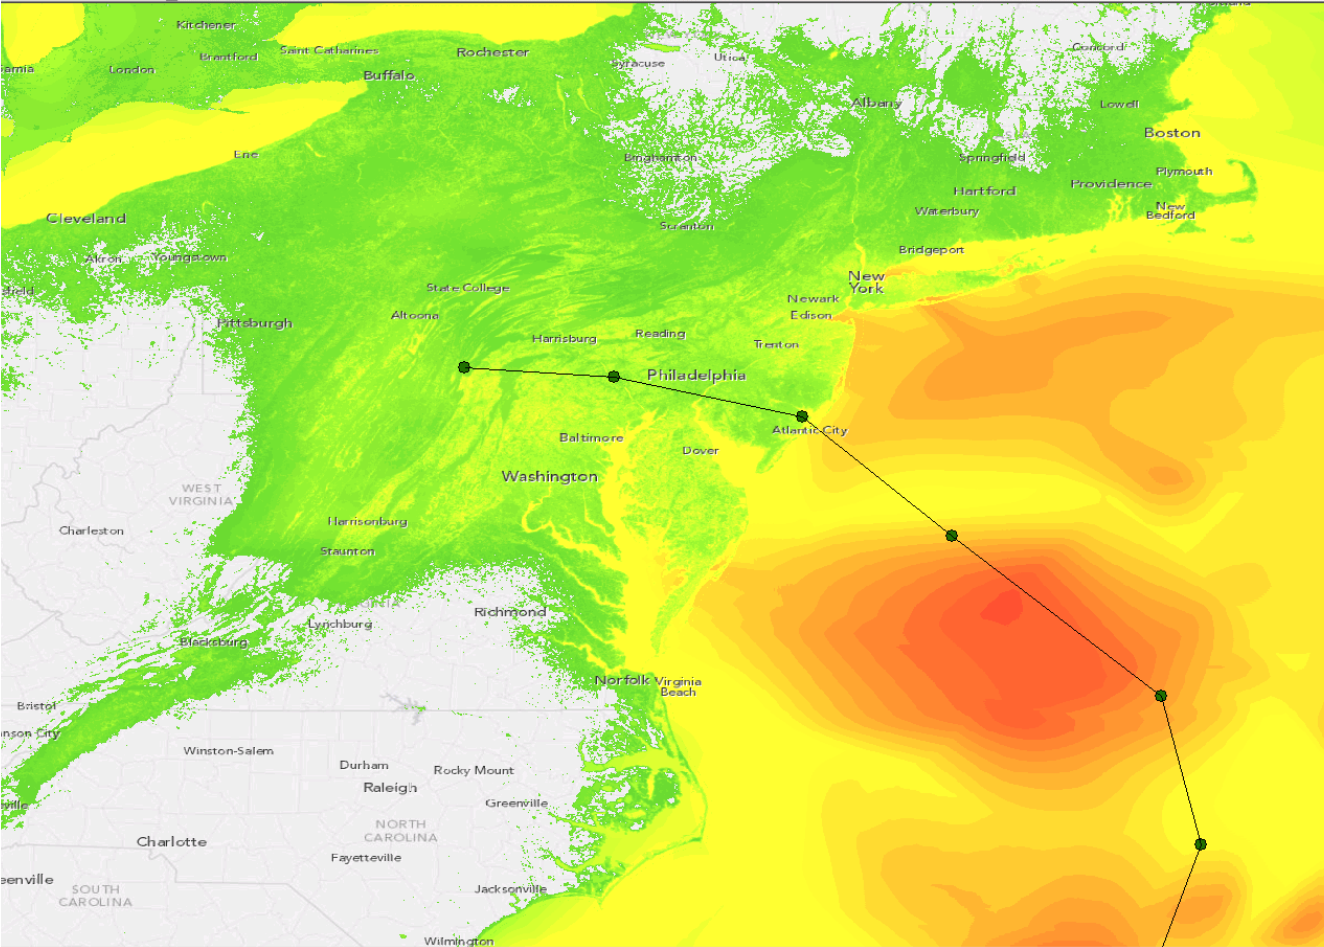 Kitchener
Saint Catharines
Rochester
Concord
Brantford
Utica
Syracuse
London
Buffalo
Albany
Lowell
Boston
Erie
Binghamton
Springfield
Plymouth
Hartford
Providence
Cleveland
Waterbury
New
Bedford
Scranton
Akron
Youngstown
Bridgeport
New
York
State College
Newark
Altoona
Edison
Pittsburgh
Harrisburg
Reading
Trenton
Philadelphia
Atlantic City
Baltimore
Dover
Washington
WEST
VIRGINIA
Harrisonburg
Charleston
Staunton
Richmond
Lynchburg
Blacksburg
Norfolk
Virginia
Beach
Bristol
nson City
Winston-Salem
Durham
Rocky Mount
Raleigh
Greenville
Charlotte
NORTH
CAROLINA
Fayetteville
eenville
SOUTH
CAROLINA
Jacksonville
Wilmington